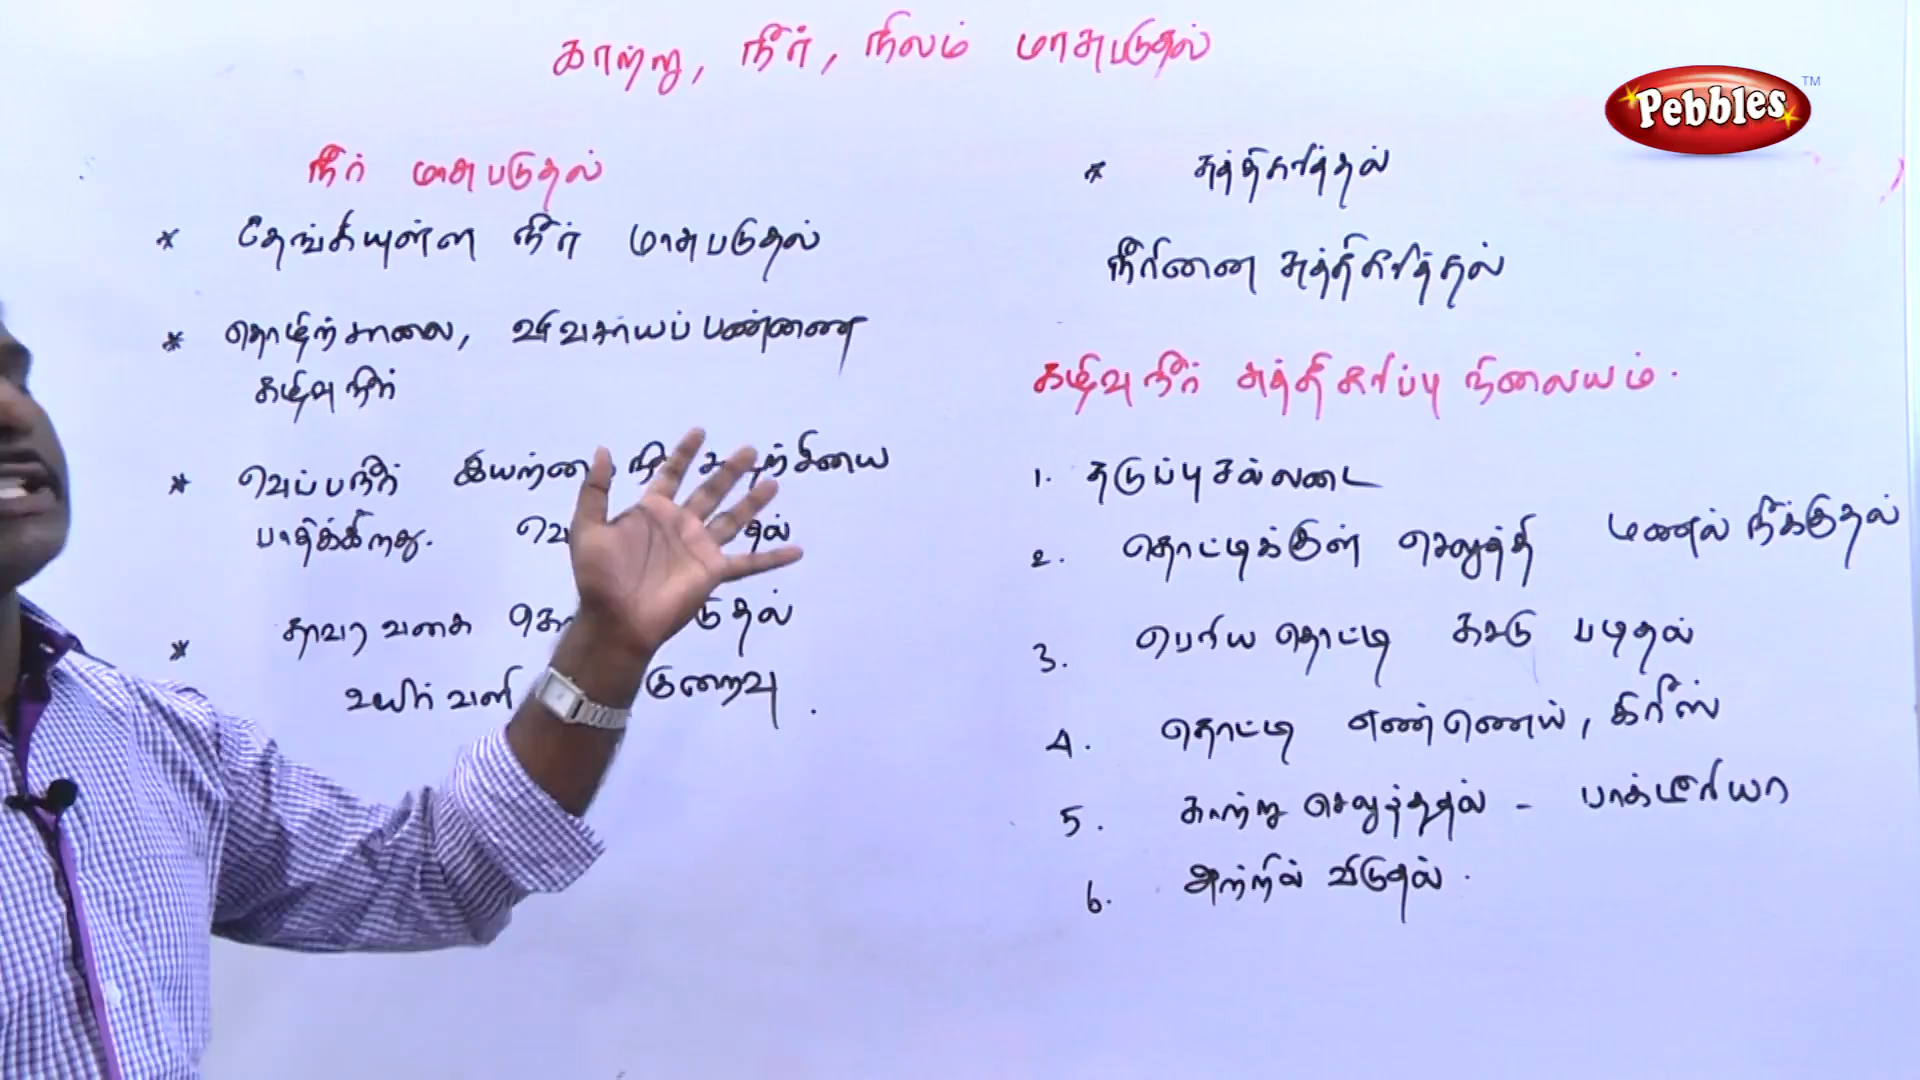 காற்று, நீர், நிலம் மாசுபடுதல்
நீர் மாசுபடுதல்
* தேங்கியுள்ள நீர் மாசுபடுதல்
* தொழிற்சாலை, விவசாயப் பண்ணை
கழிவுநீர்
* வெப்பநீர் இயற்கை
பாதிக்கிறது.
* தாவர வகை
உயிர்வளி குறைவு.
* சுத்திகரித்தல்
நீரினை சுத்திகரித்தல்
கழிவு நீர் சுத்திகரிப்பு நிலையம்.
1. தடுப்பு சல்லடை
2. தொட்டிக்குள் செலுத்தி மணல் நீக்குதல்
3. பெரிய தொட்டி கசடு படிதல்
4. தொட்டி எண்ணெய், கிரீஸ்
5. காற்று செலுத்துதல் - பாக்டீரியா
6. ஆற்றில் விடுதல்.
Pebbles TM